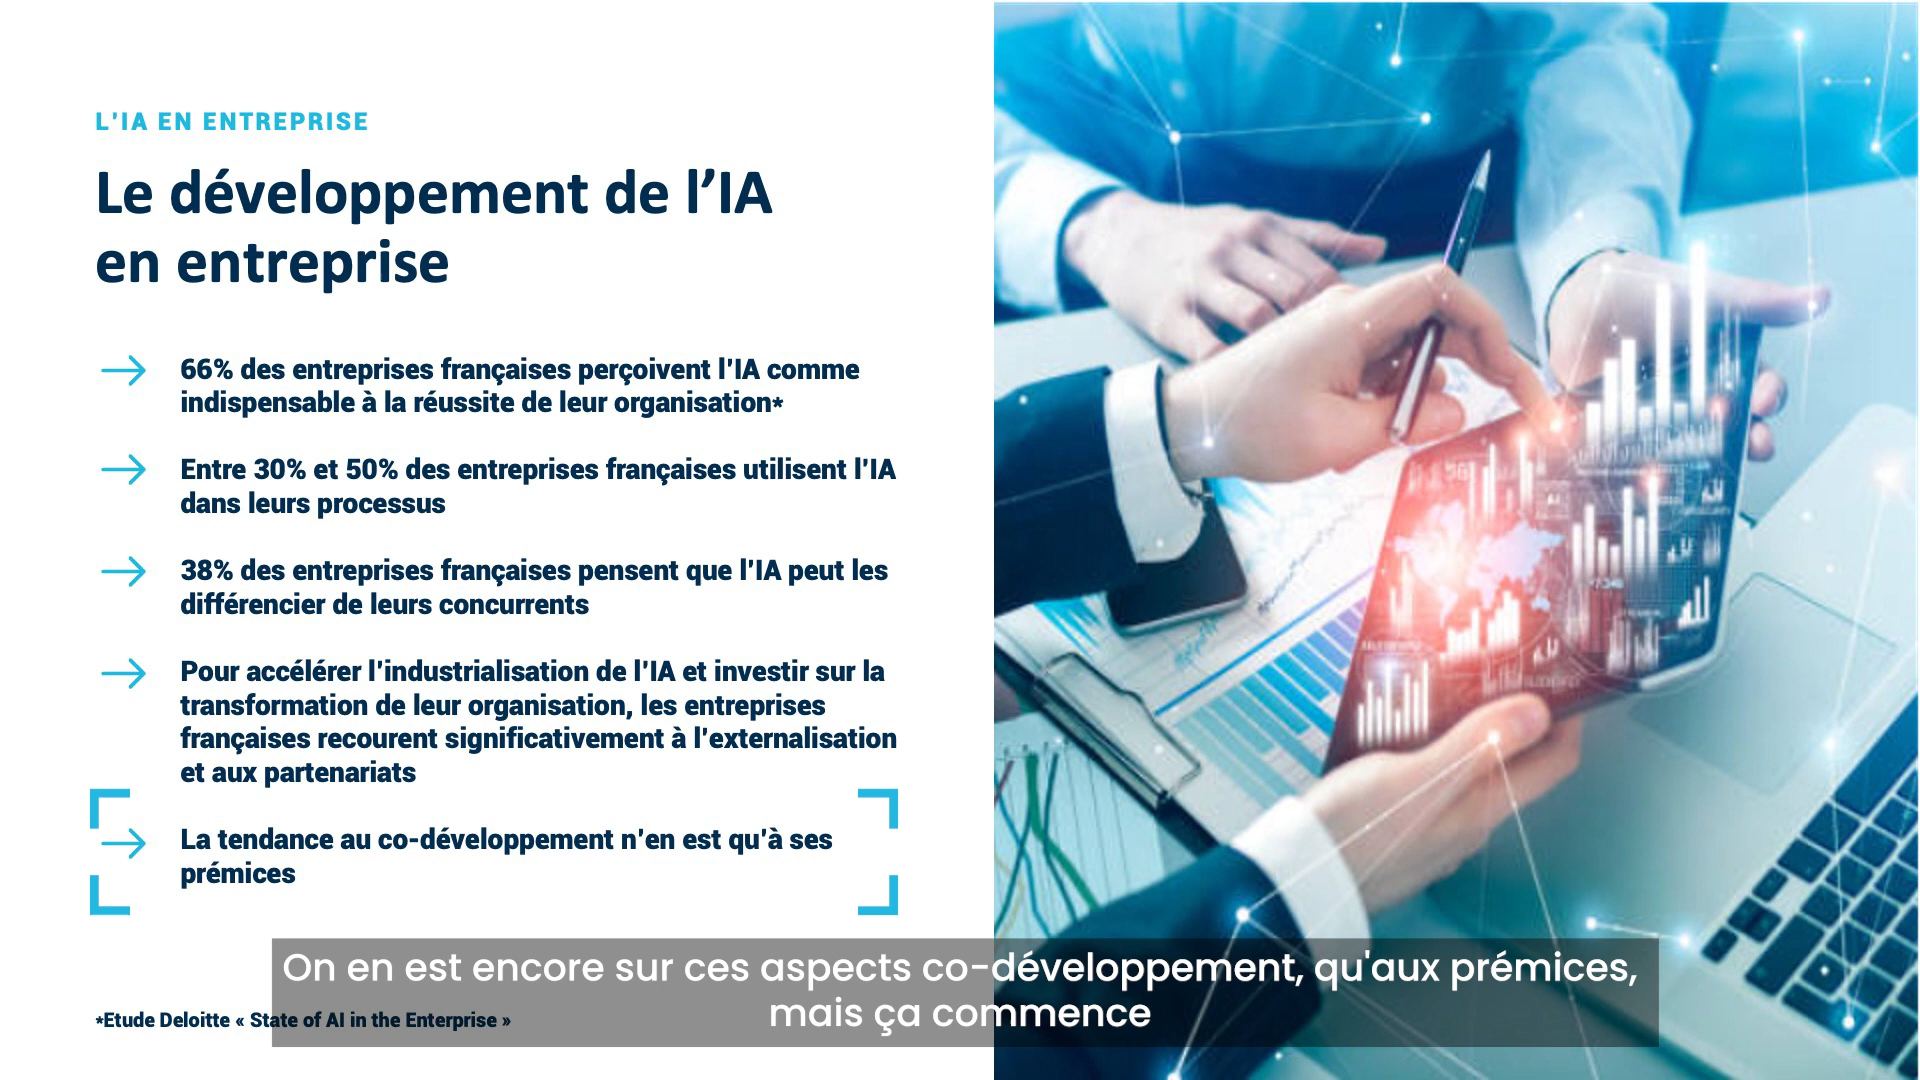 L'IA EN ENTREPRISE
Le développement de l’IA
en entreprise
66% des entreprises françaises perçoivent l'IA comme
indispensable à la réussite de leur organisation*
Entre 30% et 50% des entreprises françaises utilisent l'IA
dans leurs processus
38% des entreprises françaises pensent que l'IA peut les
différencier de leurs concurrents
Pour accélérer l'industrialisation de l'IA et investir sur la
transformation de leur organisation, les entreprises
françaises recourent significativement à l'externalisation
et aux partenariats
La tendance au co-développement n'en est qu'à ses
prémices
On en est encore sur ces aspects co-développement, qu'aux prémices,
mais ça commence
*Etude Deloitte « State of AI in the Enterprise »